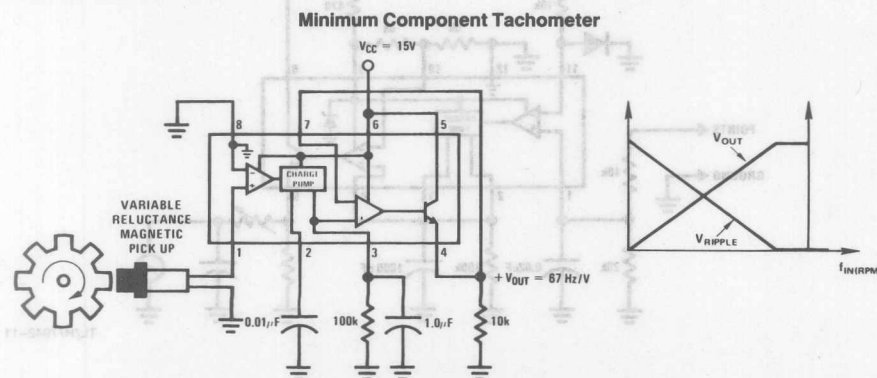 Minimum Component Tachometer
VCC = 15V
8
7
6
5
CHARGE
PUMP
VARIABLE
RELUCTANCE
MAGNETIC
PICK UP
1
2
3
4
+ VOUT = 67 Hz/V
0.01μF
100k
1.0μF
10k
VOUT
VRIPPLE
fIN(RPM